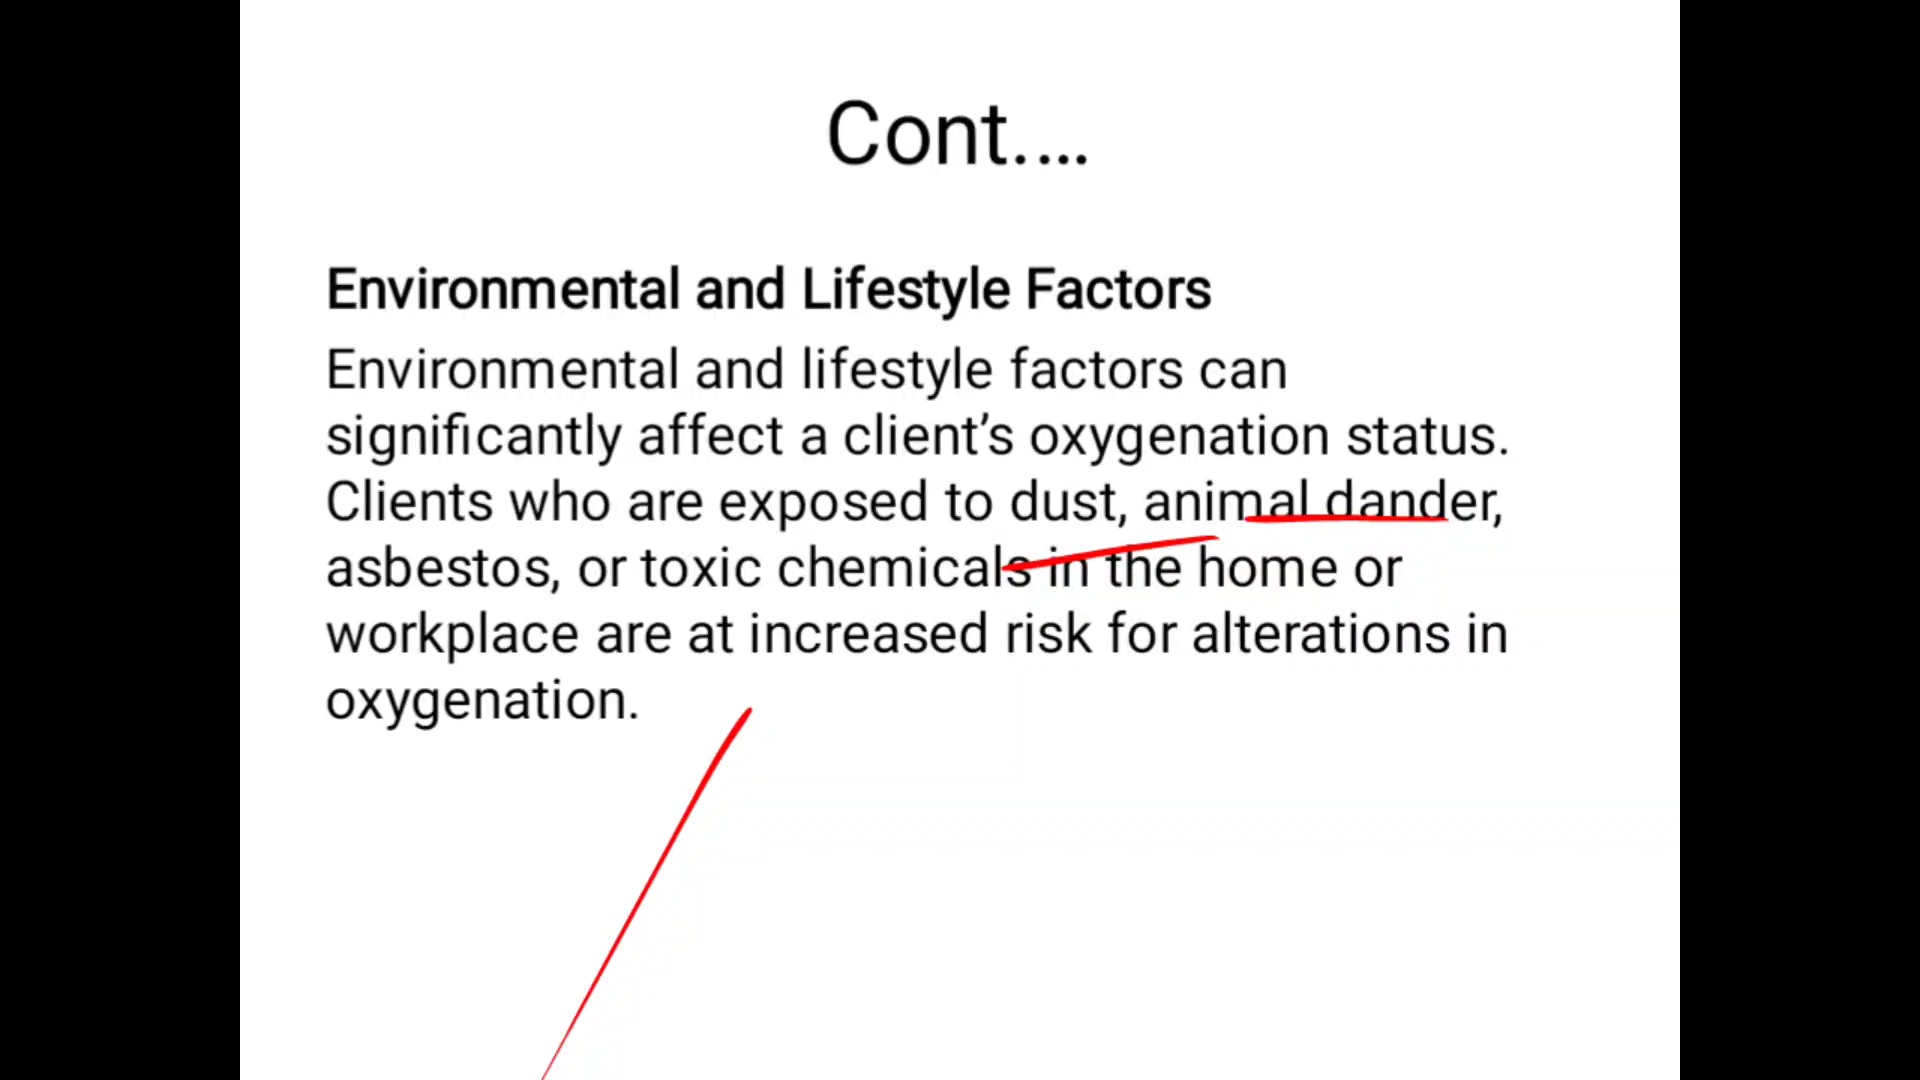 Cont.…
Environmental and Lifestyle Factors
Environmental and lifestyle factors can
significantly affect a client’s oxygenation status.
Clients who are exposed to dust, animal dander,
asbestos, or toxic chemicals in the home or
workplace are at increased risk for alterations in
oxygenation.